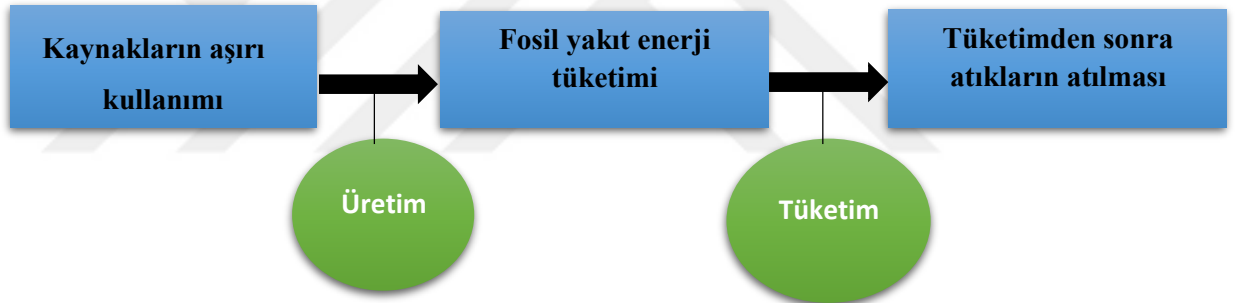 Kaynakların aşırı
kullanımı
Fosil yakıt enerji
tüketimi
Tüketimden sonra
atıkların atılması
Üretim
Tüketim